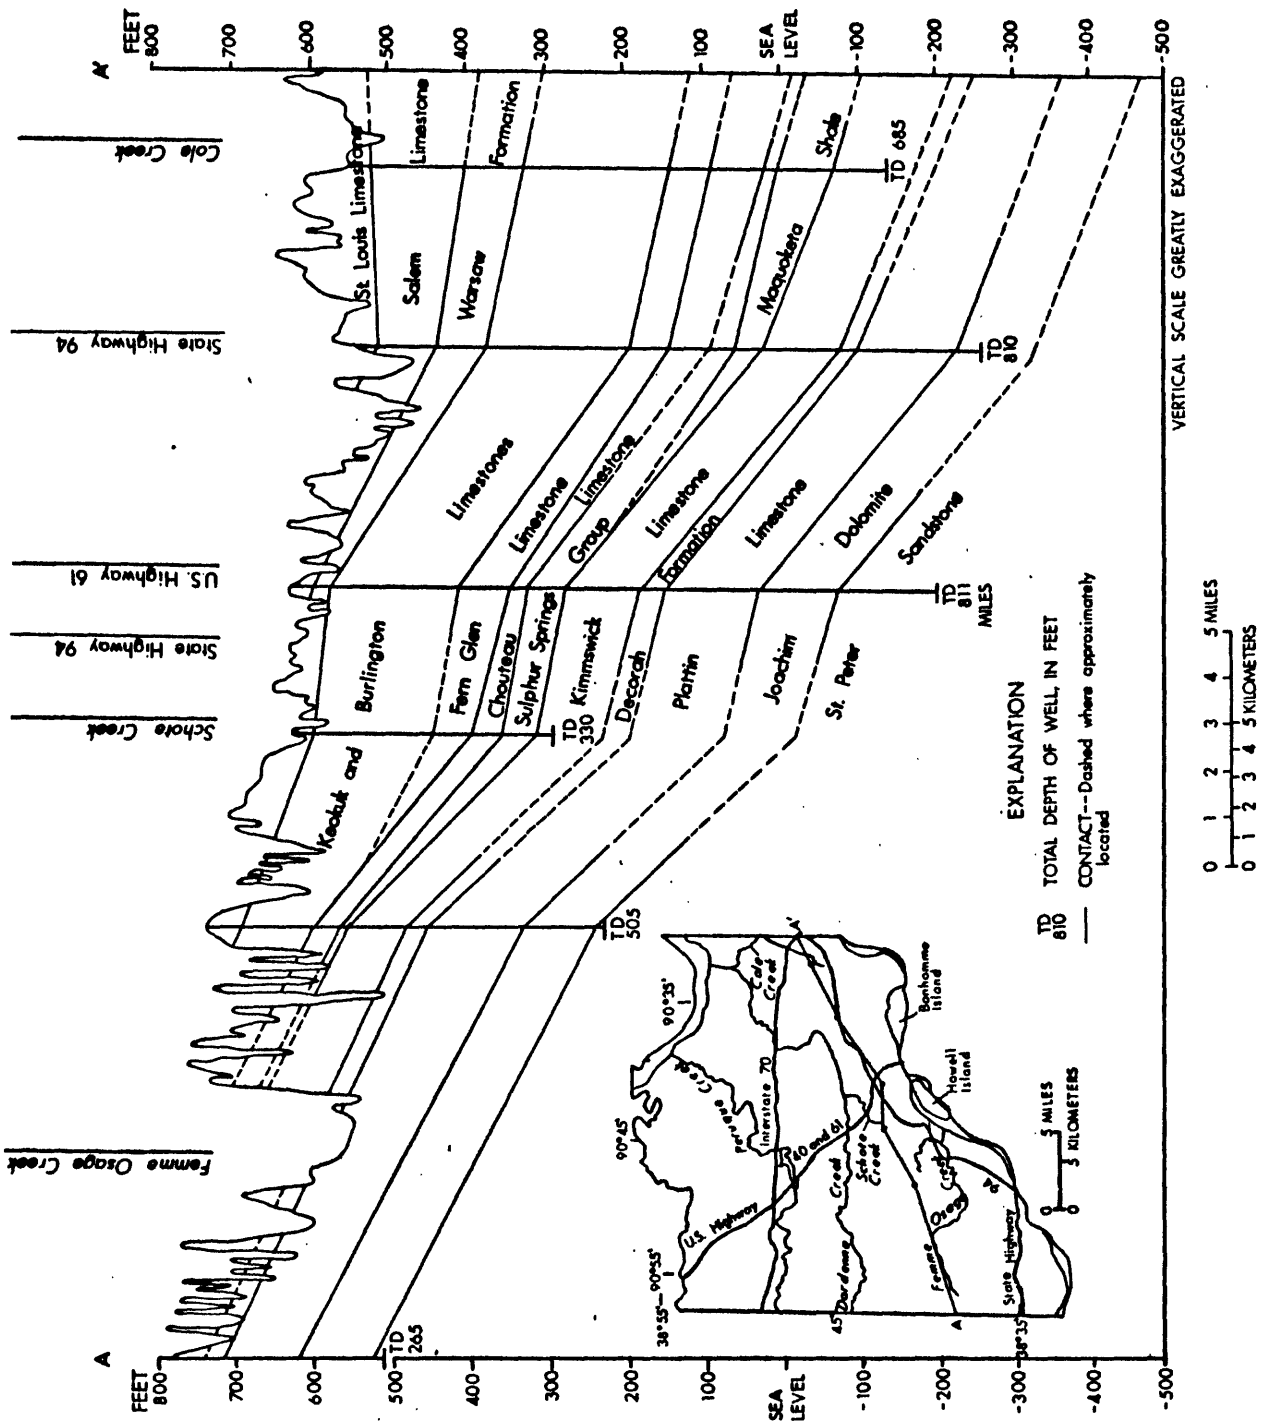 A
A'
FEET
800
700
600
500
400
300
200
100
SEA
LEVEL
-100
-200
-300
-400
-500
FEET
800
700
600
500
400
300
200
100
SEA
LEVEL
-100
-200
-300
-400
-500
Femme Osage Creek
Schote Creek
State Highway 94
U.S. Highway 61
State Highway 94
Cole Creek
St. Louis Limestone
Salem Limestone
Warsaw Formation
Keokuk and Burlington Limestones
Fern Glen Limestone
Chouteau Limestone
Sulphur Springs Group
Maquoketa Shale
Kimmswick Limestone
Decorah Formation
Plattin Limestone
Joachim Dolomite
St. Peter Sandstone
TD
265
TD
505
TD
330
TD
811
MILES
TD
810
TD
685
VERTICAL SCALE GREATLY EXAGGERATED
EXPLANATION
TD
810
TOTAL DEPTH OF WELL, IN FEET
CONTACT--Dashed where approximately
located
0 1 2 3 4 5 MILES
0 1 2 3 4 5 KILOMETERS
38°55'
90°55'
90°45'
90°35'
45'
38°35'
A
A'
U.S. Highway
40 and 61
Interstate 70
Peruque Creek
Cole
Creek
Dardenne Creek
Schote
Creek
Femme Osage Creek
State Highway 94
Howell
Island
Bonhomme
Island
0 5 MILES
0 5 KILOMETERS